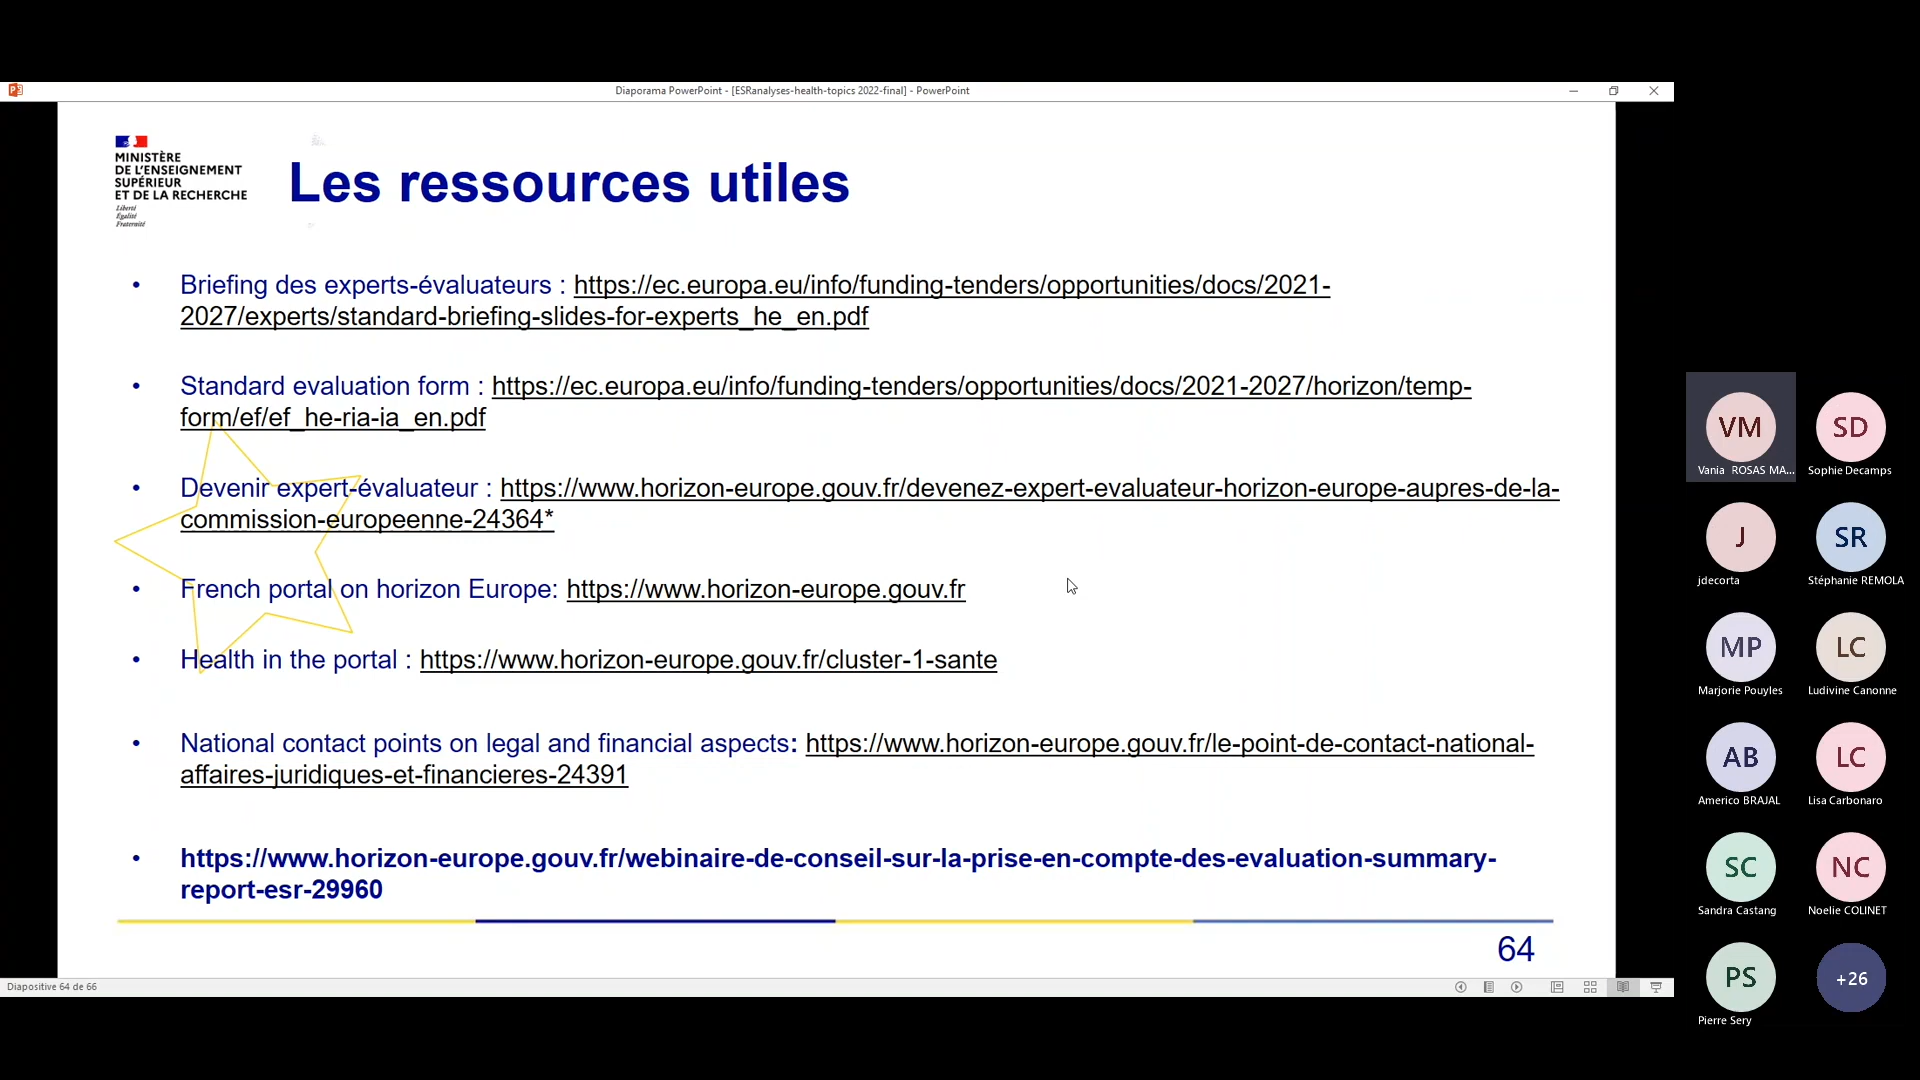 Diaporama PowerPoint - [ESRanalyses-health-topics 2022-final] - PowerPoint
MINISTÈRE
DE L'ENSEIGNEMENT
SUPÉRIEUR
ET DE LA RECHERCHE
Liberté
Égalité
Fraternité
Les ressources utiles
• Briefing des experts-évaluateurs : https://ec.europa.eu/info/funding-tenders/opportunities/docs/2021-
2027/experts/standard-briefing-slides-for-experts_he_en.pdf
• Standard evaluation form : https://ec.europa.eu/info/funding-tenders/opportunities/docs/2021-2027/horizon/temp-
form/ef/ef_he-ria-ia_en.pdf
• Devenir expert-évaluateur : https://www.horizon-europe.gouv.fr/devenez-expert-evaluateur-horizon-europe-aupres-de-la-
commission-europeenne-24364*
• French portal on horizon Europe: https://www.horizon-europe.gouv.fr
• Health in the portal : https://www.horizon-europe.gouv.fr/cluster-1-sante
• National contact points on legal and financial aspects: https://www.horizon-europe.gouv.fr/le-point-de-contact-national-
affaires-juridiques-et-financieres-24391
• https://www.horizon-europe.gouv.fr/webinaire-de-conseil-sur-la-prise-en-compte-des-evaluation-summary-
report-esr-29960
64
Diapositive 64 de 66
VM
Vania ROSAS MA...
SD
Sophie Decamps
J
jdecorta
SR
Stéphanie REMOLA
MP
Marjorie Pouyles
LC
Ludivine Canonne
AB
Americo BRAJAL
LC
Lisa Carbonaro
SC
Sandra Castang
NC
Noelie COLINET
PS
Pierre Sery
+26